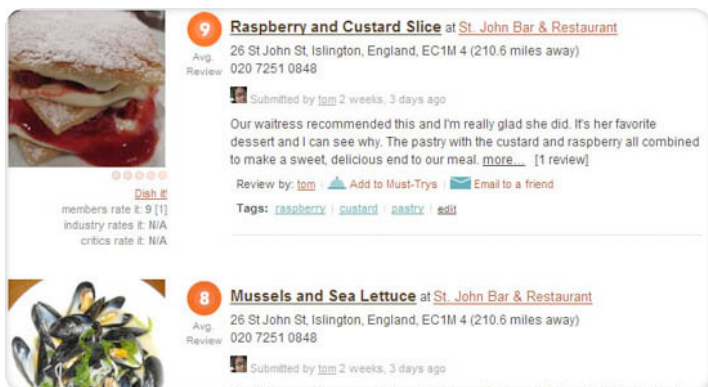 9
Avg.
Review
Raspberry and Custard Slice at St. John Bar & Restaurant
26 St John St, Islington, England, EC1M 4 (210.6 miles away)
020 7251 0848
Submitted by tom 2 weeks, 3 days ago
Our waitress recommended this and I'm really glad she did. It's her favorite
dessert and I can see why. The pastry with the custard and raspberry all combined
to make a sweet, delicious end to our meal. more... [1 review]
Review by: tom | Add to Must-Trys | Email to a friend
Tags: raspberry | custard | pastry | edit
Dish it!
members rate it: 9 [1]
industry rates it: N/A
critics rate it: N/A
8
Avg.
Review
Mussels and Sea Lettuce at St. John Bar & Restaurant
26 St John St, Islington, England, EC1M 4 (210.6 miles away)
020 7251 0848
Submitted by tom 2 weeks, 3 days ago